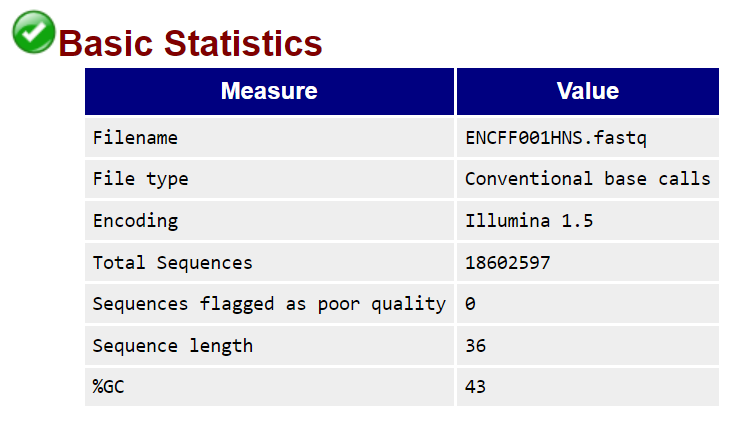 Basic Statistics
Measure Value
Filename ENCFF001HNS.fastq
File type Conventional base calls
Encoding Illumina 1.5
Total Sequences 18602597
Sequences flagged as poor quality 0
Sequence length 36
%GC 43